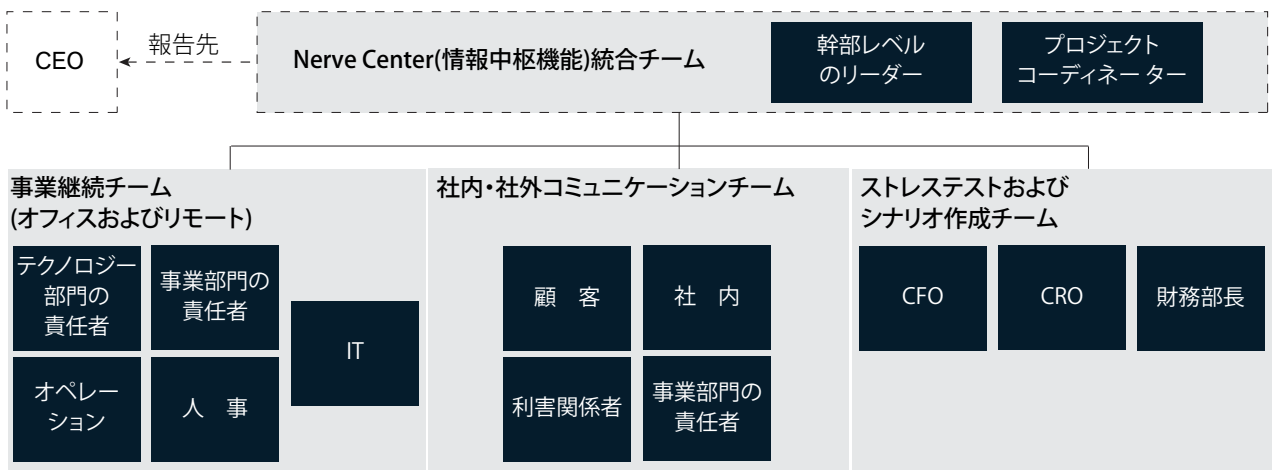 CEO
報告先
Nerve Center(情報中枢機能)統合チーム
幹部レベル
のリーダー
プロジェクト
コーディネー ター
事業継続チーム
(オフィスおよびリモート)
テクノロジー
部門の
責任者
事業部門の
責任者
IT
オペレー
ション
人　事
社内・社外コミュニケーションチーム
顧　客
社　内
利害関係者
事業部門の
責任者
ストレステストおよび
シナリオ作成チーム
CFO
CRO
財務部長